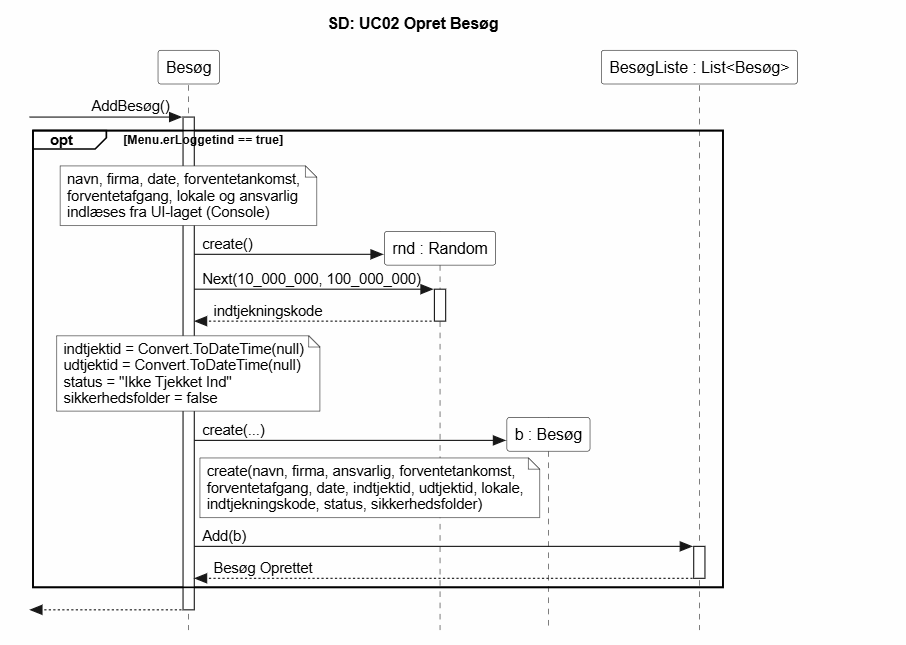 SD: UC02 Opret Besøg
Besøg
BesøgListe : List<Besøg>
AddBesøg()
opt
[Menu.erLoggetind == true]
navn, firma, date, forventetankomst,
forventetafgang, lokale og ansvarlig
indlæses fra UI-laget (Console)
create()
rnd : Random
Next(10_000_000, 100_000_000)
indtjekningskode
indtjektid = Convert.ToDateTime(null)
udtjektid = Convert.ToDateTime(null)
status = "Ikke Tjekket Ind"
sikkerhedsfolder = false
create(...)
b : Besøg
create(navn, firma, ansvarlig, forventetankomst,
forventetafgang, date, indtjektid, udtjektid, lokale,
indtjekningskode, status, sikkerhedsfolder)
Add(b)
Besøg Oprettet